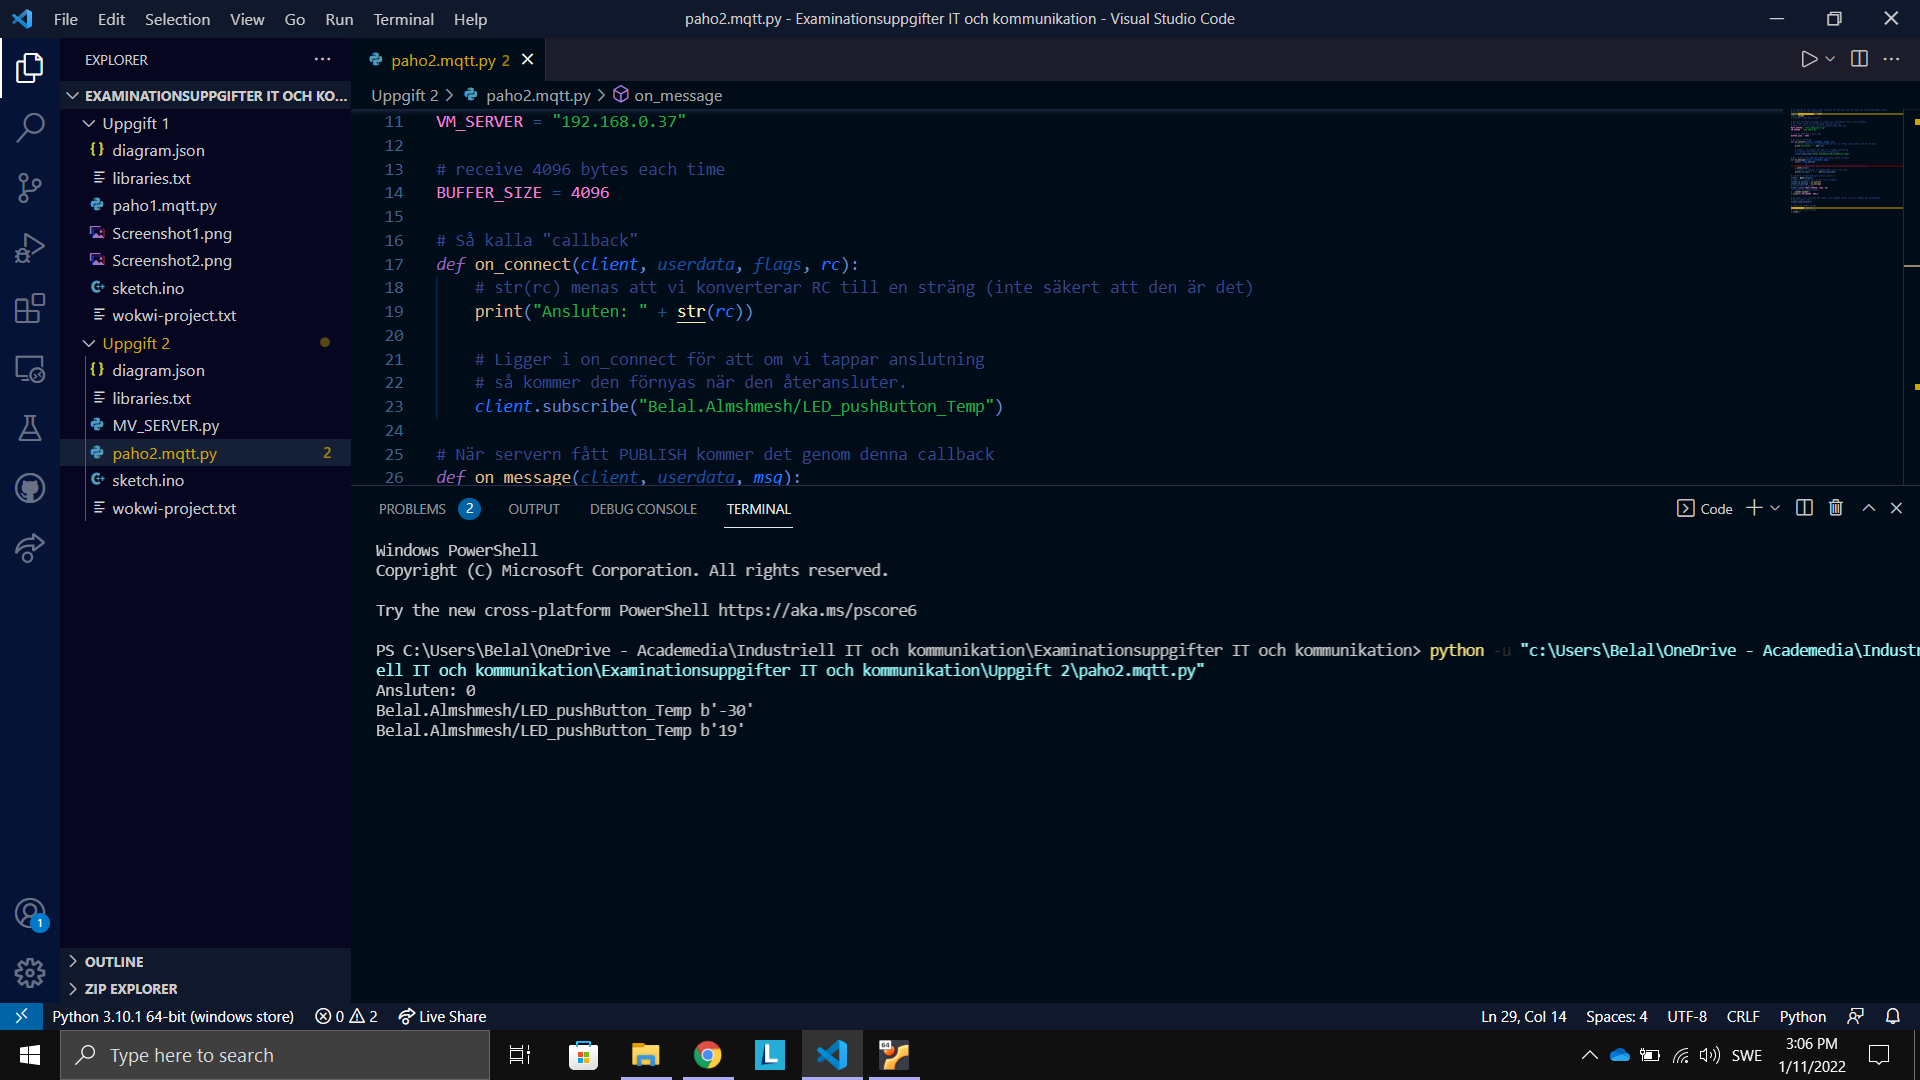 File Edit Selection View Go Run Terminal Help
paho2.mqtt.py - Examinationsuppgifter IT och kommunikation - Visual Studio Code
EXPLORER
EXAMINATIONSUPPGIFTER IT OCH KO...
Uppgift 1
diagram.json
libraries.txt
paho1.mqtt.py
Screenshot1.png
Screenshot2.png
sketch.ino
wokwi-project.txt
Uppgift 2
diagram.json
libraries.txt
MV_SERVER.py
paho2.mqtt.py 2
sketch.ino
wokwi-project.txt
OUTLINE
ZIP EXPLORER
paho2.mqtt.py 2
Uppgift 2 > paho2.mqtt.py > on_message
11 VM_SERVER = "192.168.0.37"
12
13 # receive 4096 bytes each time
14 BUFFER_SIZE = 4096
15
16 # Så kalla "callback"
17 def on_connect(client, userdata, flags, rc):
18 # str(rc) menas att vi konverterar RC till en sträng (inte säkert att den är det)
19 print("Ansluten: " + str(rc))
20
21 # Ligger i on_connect för att om vi tappar anslutning
22 # så kommer den förnyas när den återansluter.
23 client.subscribe("Belal.Almshmesh/LED_pushButton_Temp")
24
25 # När servern fått PUBLISH kommer det genom denna callback
26 def on_message(client, userdata, msg):
PROBLEMS 2 OUTPUT DEBUG CONSOLE TERMINAL
Code
Windows PowerShell
Copyright (C) Microsoft Corporation. All rights reserved.
Try the new cross-platform PowerShell https://aka.ms/pscore6
PS C:\Users\Belal\OneDrive - Academedia\Industriell IT och kommunikation\Examinationsuppgifter IT och kommunikation> python -u "c:\Users\Belal\OneDrive - Academedia\Industri
ell IT och kommunikation\Examinationsuppgifter IT och kommunikation\Uppgift 2\paho2.mqtt.py"
Ansluten: 0
Belal.Almshmesh/LED_pushButton_Temp b'-30'
Belal.Almshmesh/LED_pushButton_Temp b'19'
1
Python 3.10.1 64-bit (windows store) 0 2 Live Share
Ln 29, Col 14 Spaces: 4 UTF-8 CRLF Python
Type here to search
L
64
SWE
3:06 PM
1/11/2022